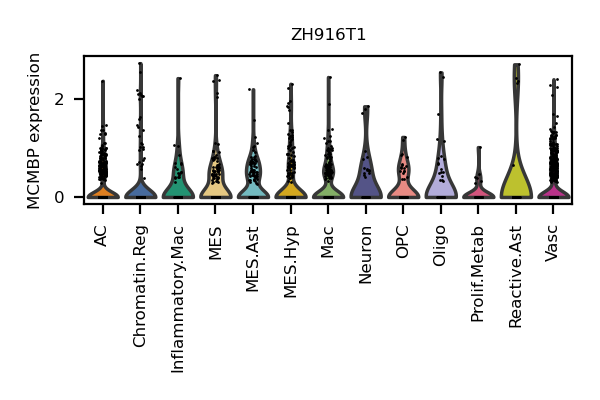 ZH916T1
MCMBP expression
2
0
AC
Chromatin.Reg
Inflammatory.Mac
MES
MES.Ast
MES.Hyp
Mac
Neuron
OPC
Oligo
Prolif.Metab
Reactive.Ast
Vasc